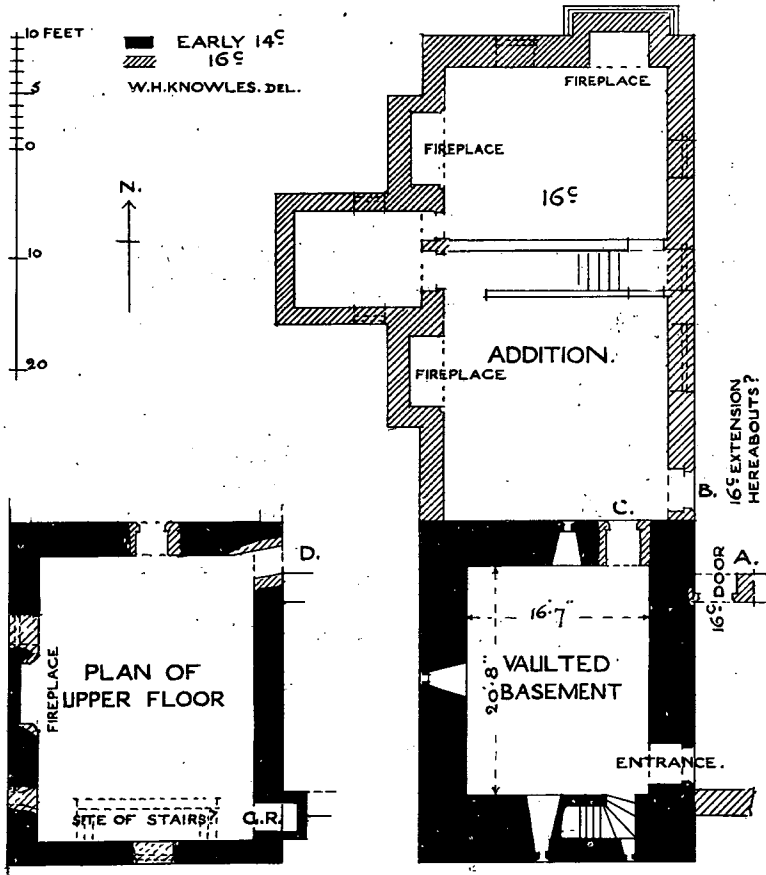 10 FEET
5
0
10
20
EARLY 14C
16C
W.H.KNOWLES. DEL.
N.
FIREPLACE
FIREPLACE
16C
ADDITION.
FIREPLACE
16C EXTENSION
HEREABOUTS?
B.
C.
A.
16C DOOR
16'.7"
20'.8"
VAULTED
BASEMENT
ENTRANCE.
D.
PLAN OF
UPPER FLOOR
FIREPLACE
SITE OF STAIRS?
G.R.